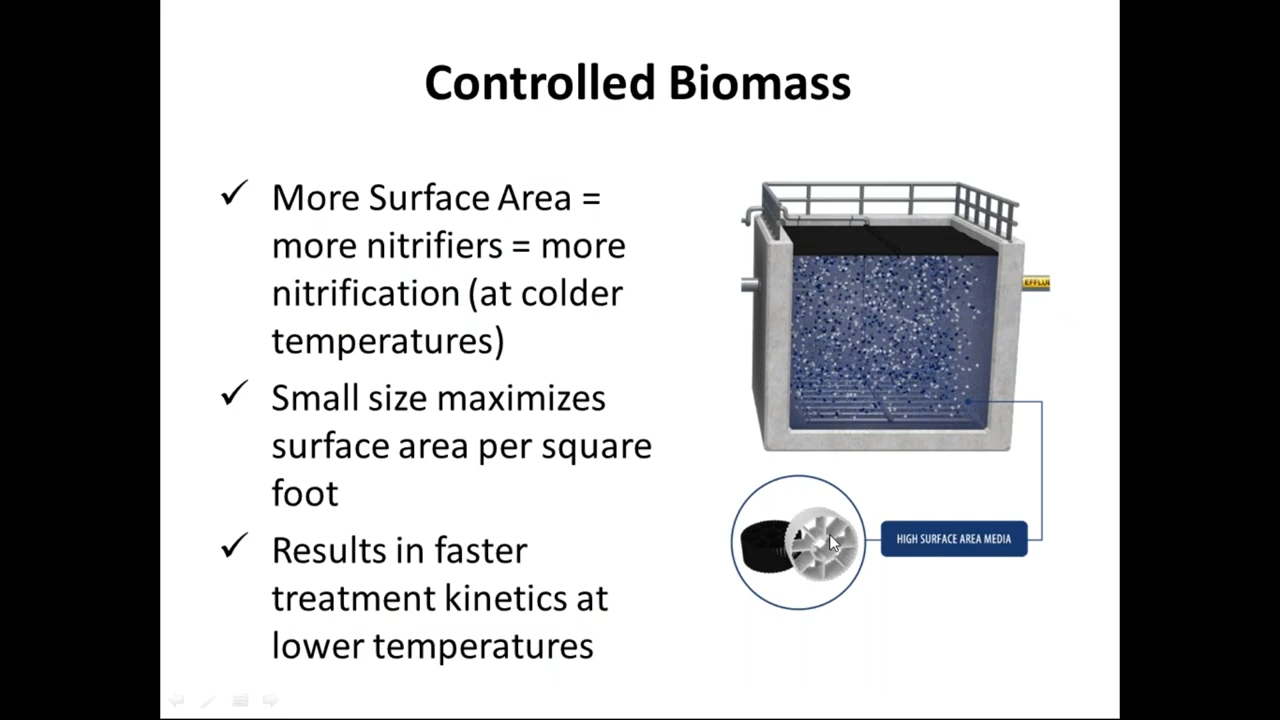 Controlled Biomass
✓ More Surface Area =
more nitrifiers = more
nitrification (at colder
temperatures)
✓ Small size maximizes
surface area per square
foot
✓ Results in faster
treatment kinetics at
lower temperatures
EFFLU
HIGH SURFACE AREA MEDIA